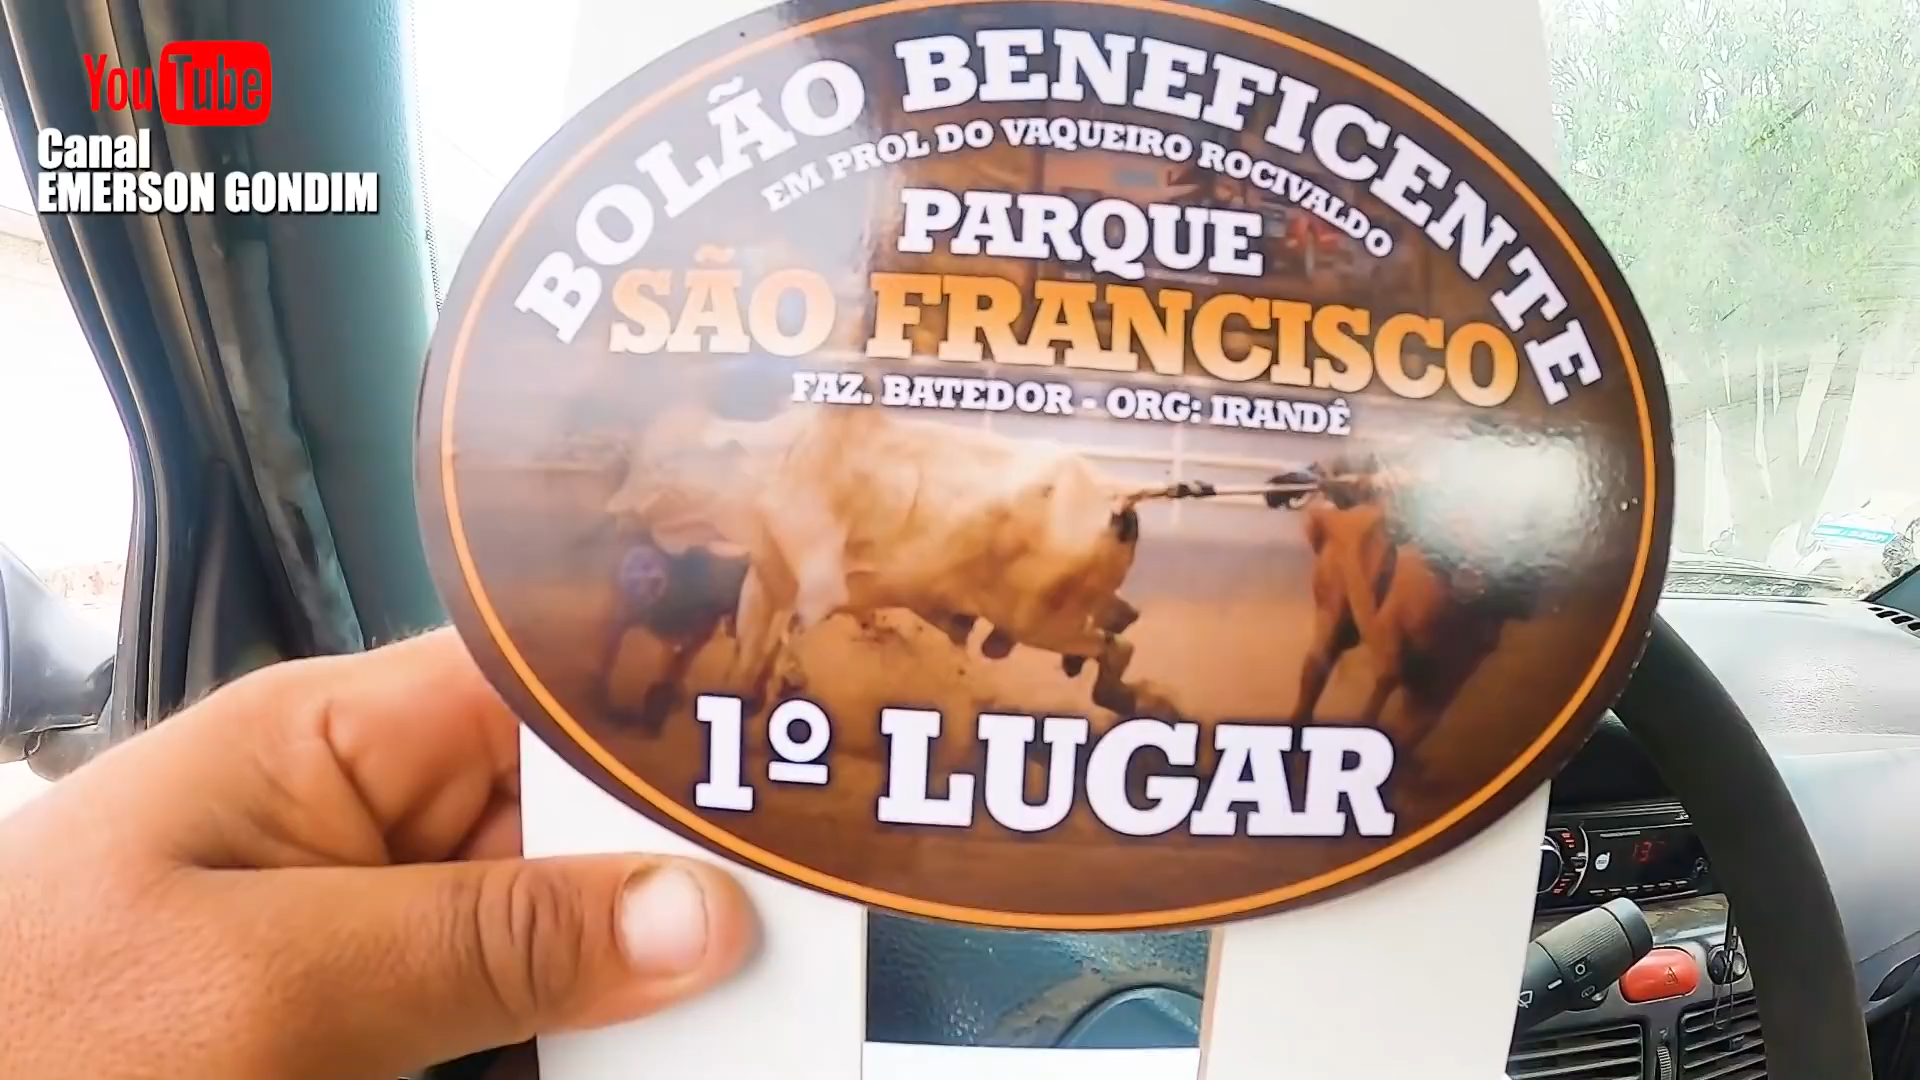 YouTube
Canal
EMERSON GONDIM
BOLÃO BENEFICENTE
EM PROL DO VAQUEIRO ROCIVALDO
PARQUE
SÃO FRANCISCO
FAZ. BATEDOR - ORG: IRANDÊ
1º LUGAR